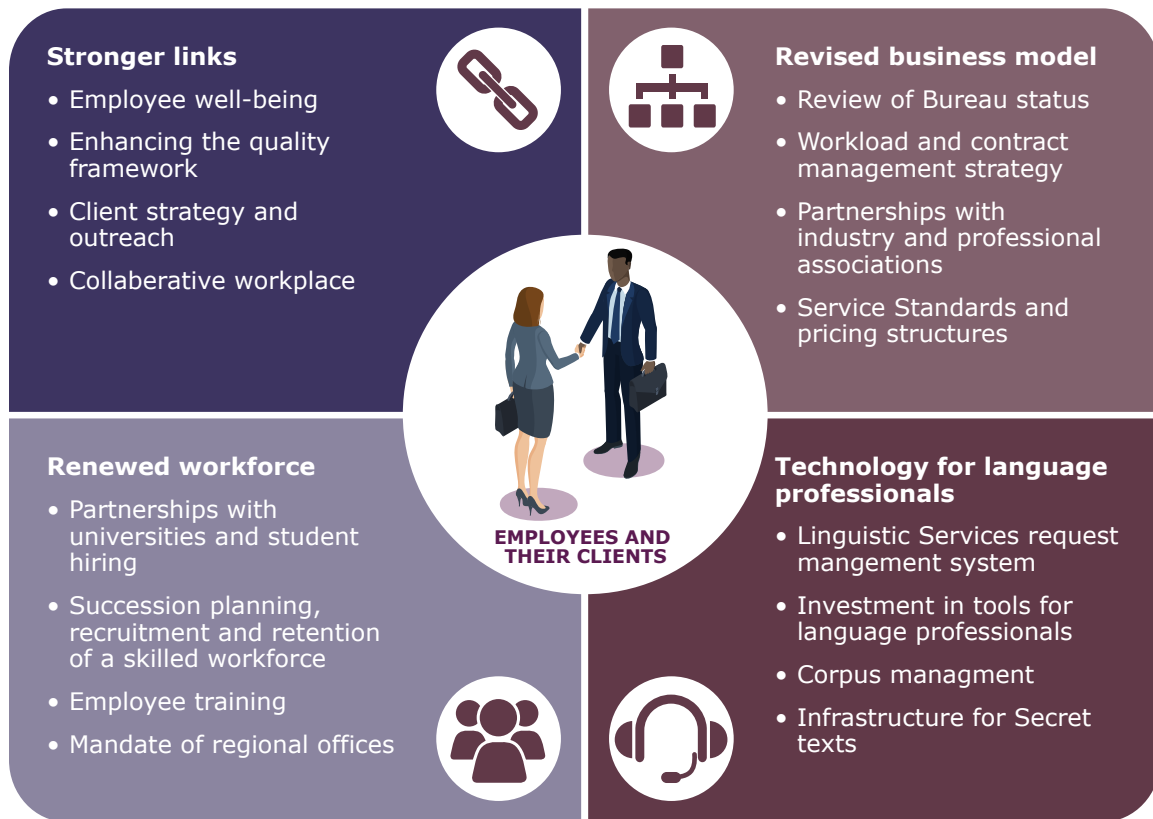 Stronger links
• Employee well-being
• Enhancing the quality
framework
• Client strategy and
outreach
• Collaberative workplace
Revised business model
• Review of Bureau status
• Workload and contract
management strategy
• Partnerships with
industry and professional
associations
• Service Standards and
pricing structures
EMPLOYEES AND
THEIR CLIENTS
Renewed workforce
• Partnerships with
universities and student
hiring
• Succession planning,
recruitment and retention
of a skilled workforce
• Employee training
• Mandate of regional offices
Technology for language
professionals
• Linguistic Services request
mangement system
• Investment in tools for
language professionals
• Corpus managment
• Infrastructure for Secret
texts